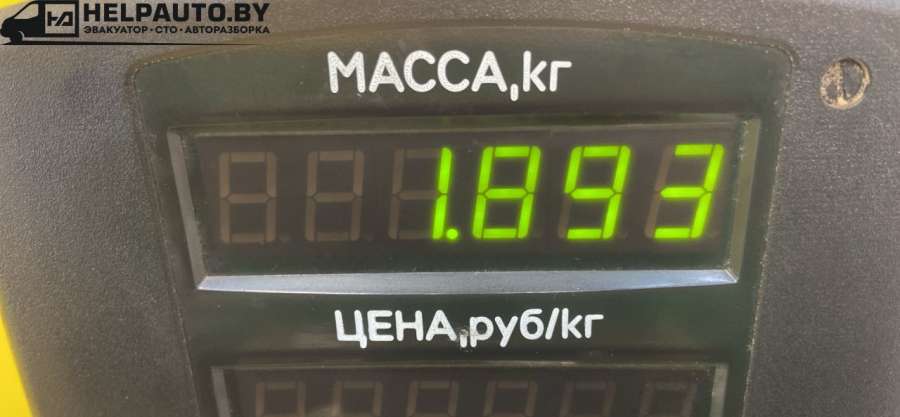 HELPAUTO.BY
ЭВАКУАТОР • СТО • АВТОРАЗБОРКА
МАССА,кг
1.893
ЦЕНА,руб/кг